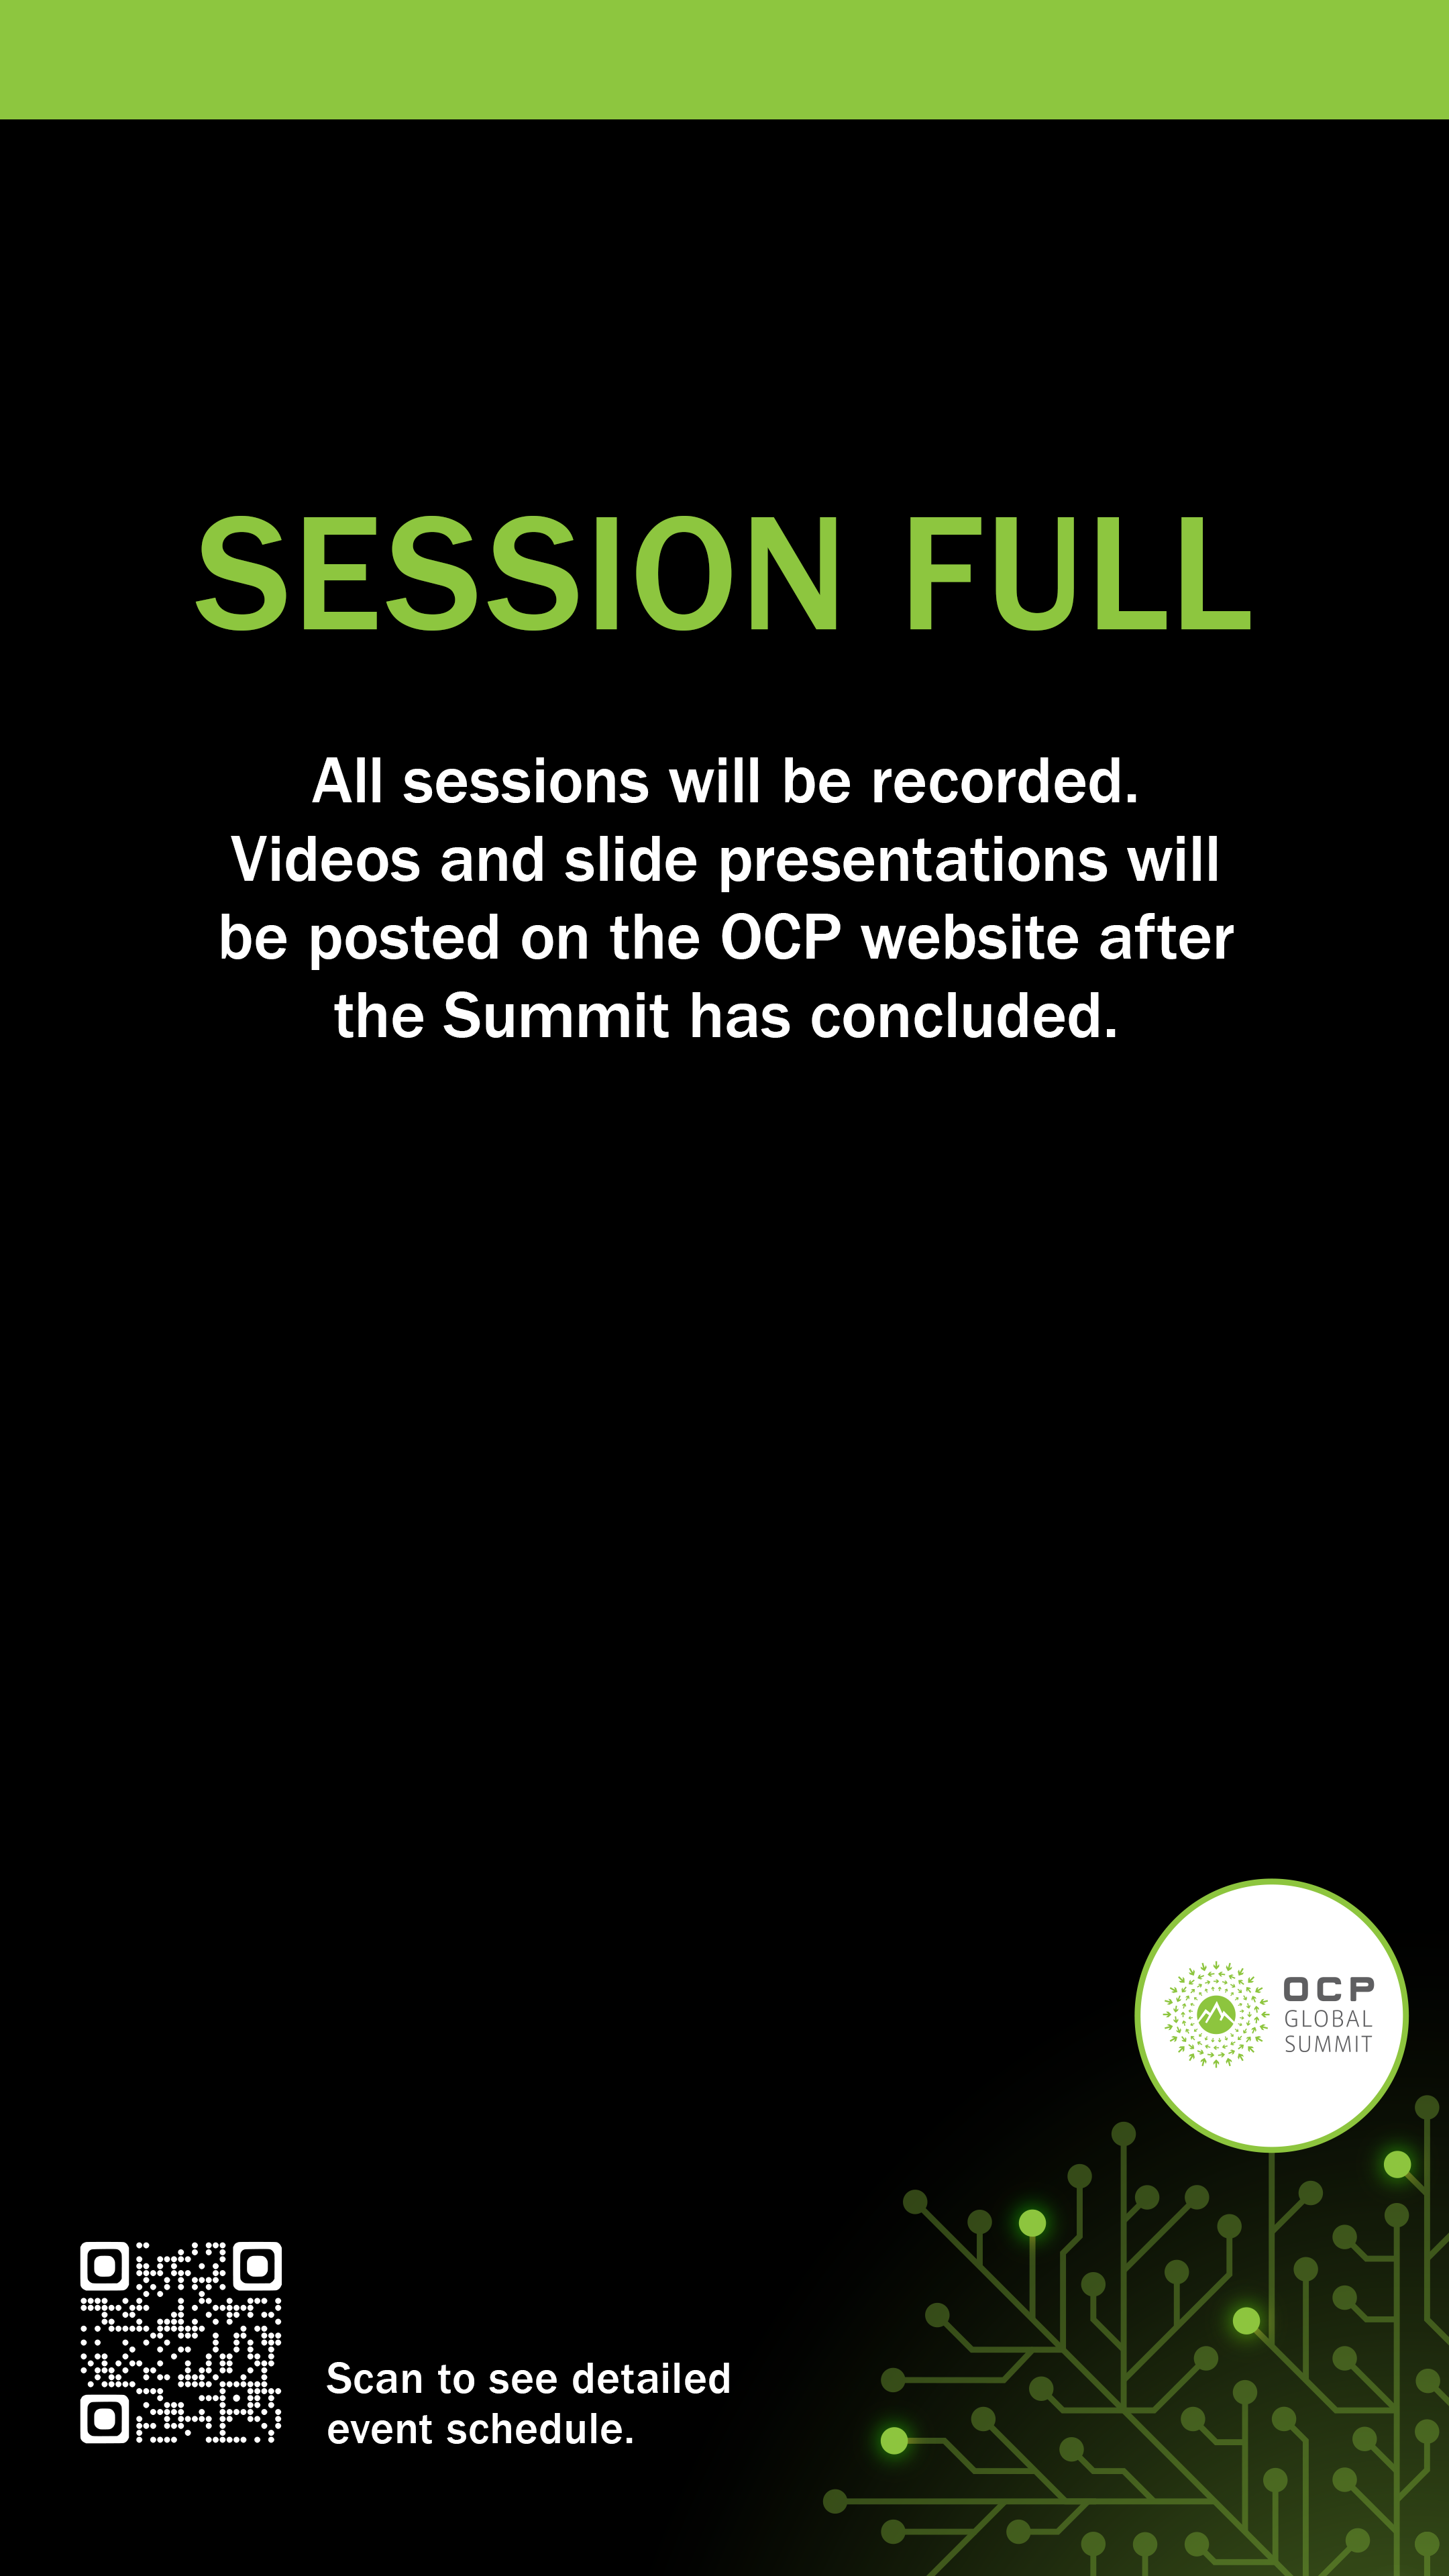 SESSION FULL
All sessions will be recorded.
Videos and slide presentations will
be posted on the OCP website after
the Summit has concluded.
OCP
GLOBAL
SUMMIT
Scan to see detailed
event schedule.